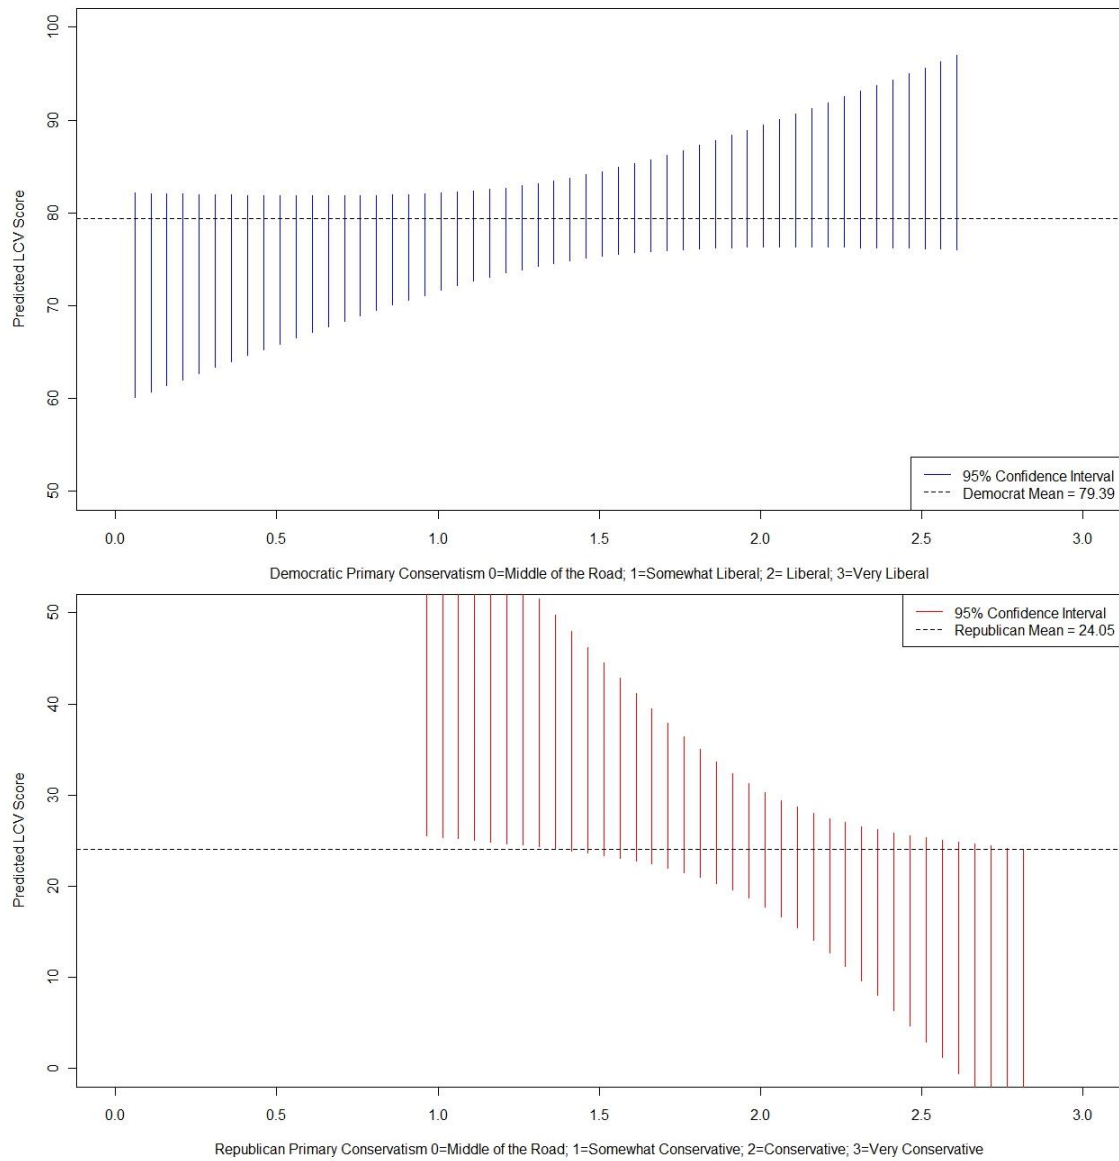 100
90
80
70
60
50
Predicted LCV Score
95% Confidence Interval
Democrat Mean = 79.39
0.0 0.5 1.0 1.5 2.0 2.5 3.0
Democratic Primary Conservatism 0=Middle of the Road; 1=Somewhat Liberal; 2= Liberal; 3=Very Liberal
95% Confidence Interval
Republican Mean = 24.05
50
40
30
20
10
0
Predicted LCV Score
0.0 0.5 1.0 1.5 2.0 2.5 3.0
Republican Primary Conservatism 0=Middle of the Road; 1=Somewhat Conservative; 2=Conservative; 3=Very Conservative